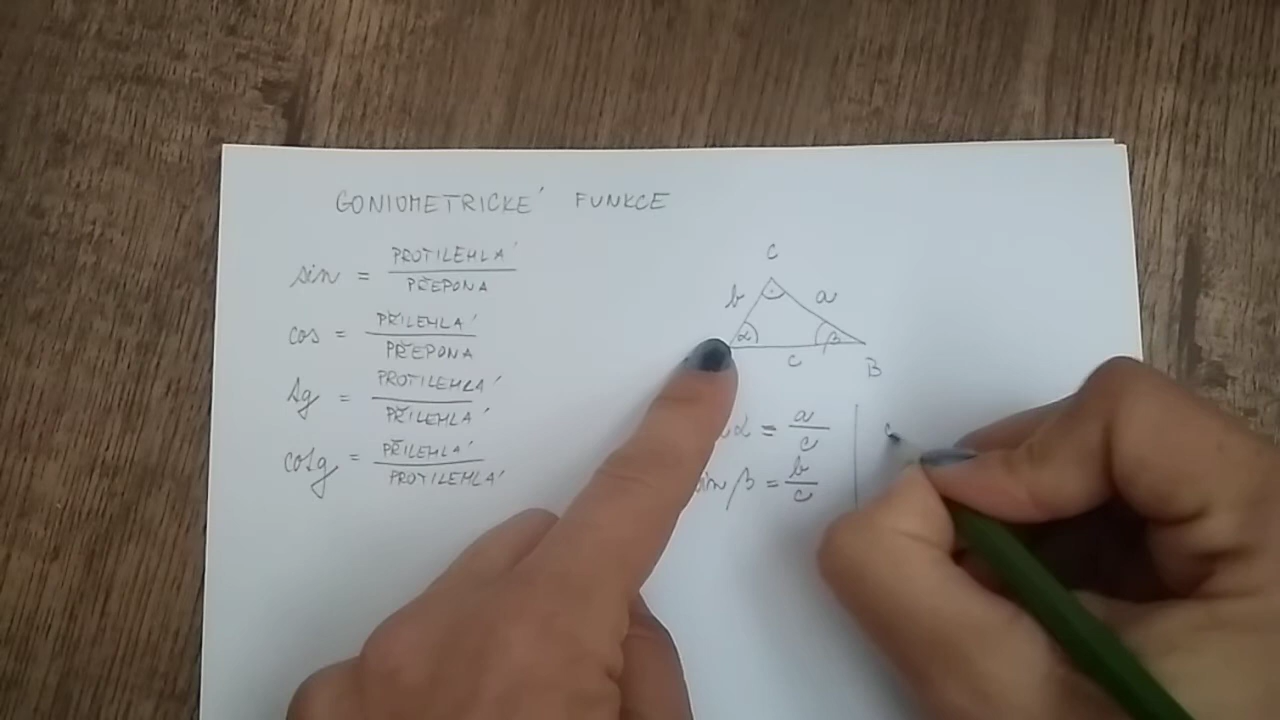 GONIOMETRICKÉ FUNKCE
sin = PROTILEHLÁ / PŘEPONA
cos = PŘILEHLÁ / PŘEPONA
tg = PROTILEHLÁ / PŘILEHLÁ
cotg = PŘILEHLÁ / PROTILEHLÁ
C
b a
α β
c
B
α = a / c
sin β = b / c